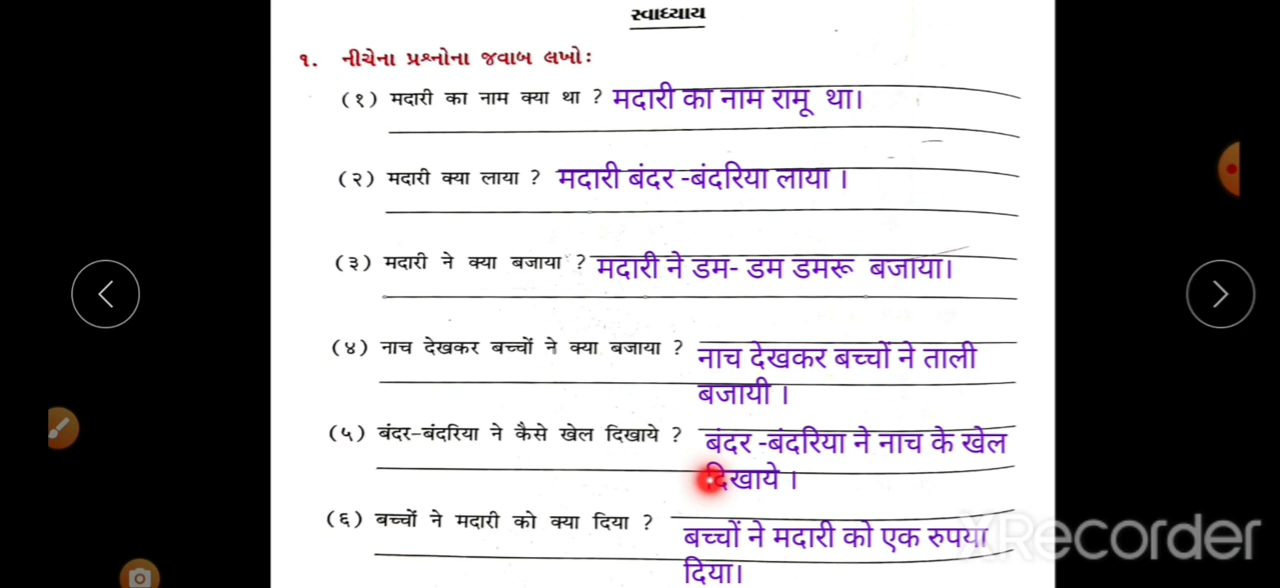 સ્વાધ્યાય
૧. નીચેના પ્રશ્નોના જવાબ લખો:
(१) मदारी का नाम क्या था ? मदारी का नाम रामू था।
(२) मदारी क्या लाया ? मदारी बंदर -बंदरिया लाया ।
(३) मदारी ने क्या बजाया ? मदारी ने डम- डम डमरू बजाया।
(४) नाच देखकर बच्चों ने क्या बजाया ? नाच देखकर बच्चों ने ताली
बजायी ।
(५) बंदर-बंदरिया ने कैसे खेल दिखाये ? बंदर -बंदरिया ने नाच के खेल
दिखाये ।
(६) बच्चों ने मदारी को क्या दिया ? बच्चों ने मदारी को एक रुपया
दिया।
XRecorder